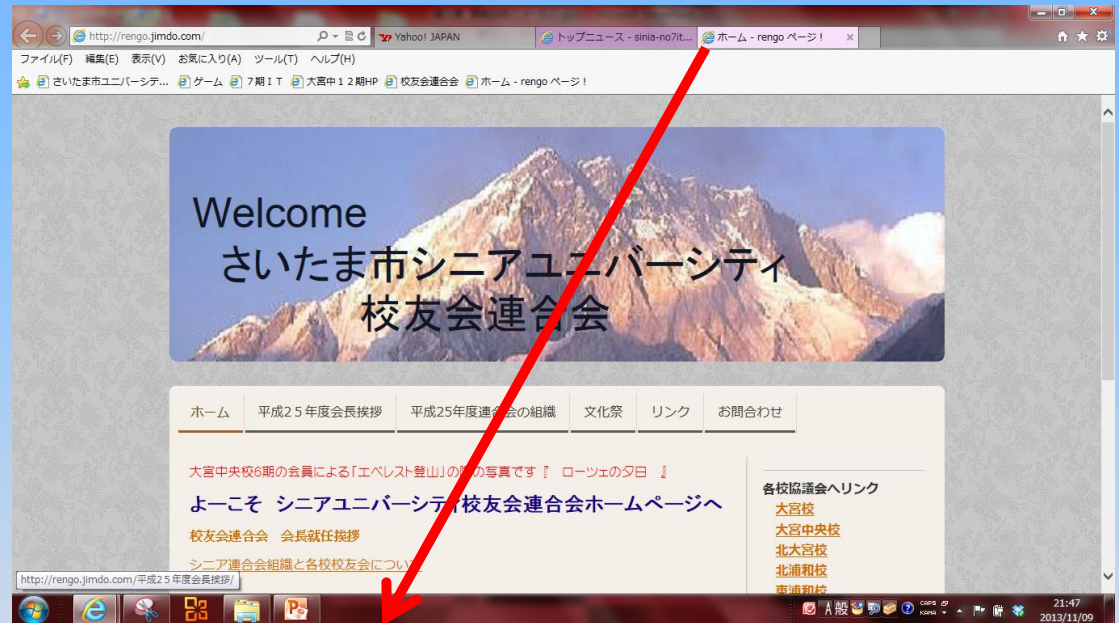 http://rengo.jimdo.com/
Yahoo! JAPAN
トップニュース - sinia-no7it...
ホーム - rengo ページ!
ファイル(F) 編集(E) 表示(V) お気に入り(A) ツール(T) ヘルプ(H)
さいたま市ユニバーシテ... ゲーム 7期IT 大宮中12期HP 校友会連合会 ホーム - rengo ページ!
Welcome
さいたま市シニアユニバーシティ
校友会連合会
ホーム 平成25年度会長挨拶 平成25年度連合会の組織 文化祭 リンク お問合わせ
大宮中央校6期の会員による「エベレスト登山」の際の写真です『 ローツェの夕日 』
よーこそ シニアユニバーシティ校友会連合会ホームページへ
校友会連合会 会長就任挨拶
シニア連合会組織と各校校友会について
各校協議会へリンク
大宮校
大宮中央校
北大宮校
北浦和校
東浦和校
http://rengo.jimdo.com/平成25年度会長挨拶/
A 般
CAPS
KANA
21:47
2013/11/09